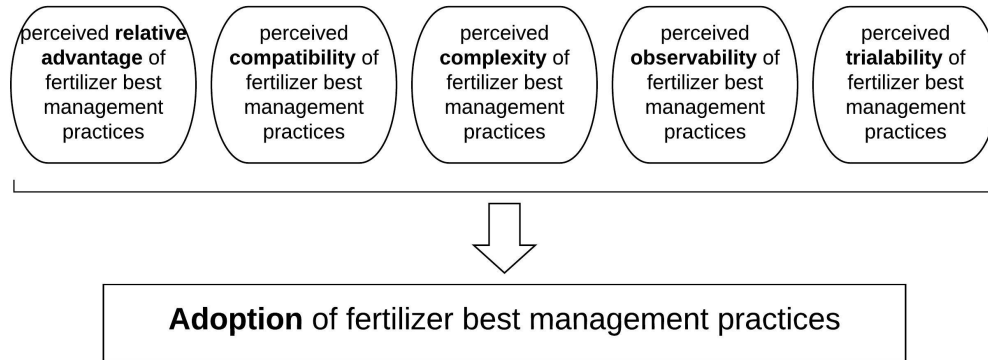 perceived relative
advantage of
fertilizer best
management
practices
perceived
compatibility of
fertilizer best
management
practices
perceived
complexity of
fertilizer best
management
practices
perceived
observability of
fertilizer best
management
practices
perceived
trialability of
fertilizer best
management
practices
Adoption of fertilizer best management practices